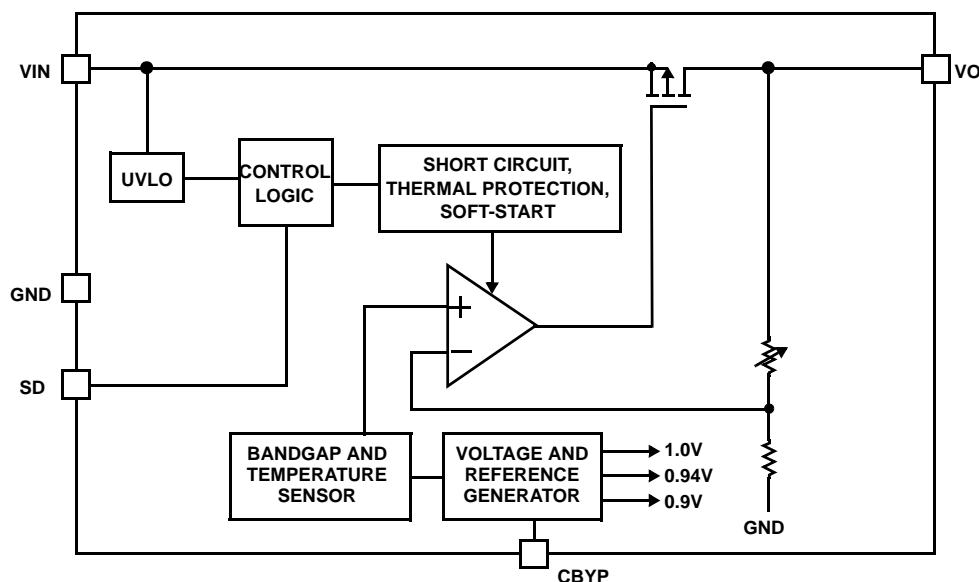 VIN
VO
UVLO
CONTROL
LOGIC
SHORT CIRCUIT,
THERMAL PROTECTION,
SOFT-START
GND
+
−
SD
BANDGAP AND
TEMPERATURE
SENSOR
VOLTAGE AND
REFERENCE
GENERATOR
1.0V
0.94V
0.9V
GND
CBYP